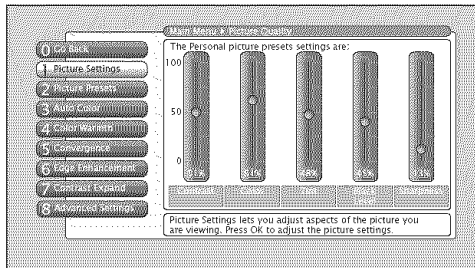 Main Menu ▸ Picture Quality
0 Go Back
1 Picture Settings
2 Picture Presets
3 Auto Color
4 Color Warmth
5 Convergence
6 Edge Enhancement
7 Contrast Expand
8 Advanced Settings
The Personal picture presets settings are:
100
50
0
Picture Settings lets you adjust aspects of the picture you
are viewing. Press OK to adjust the picture settings.